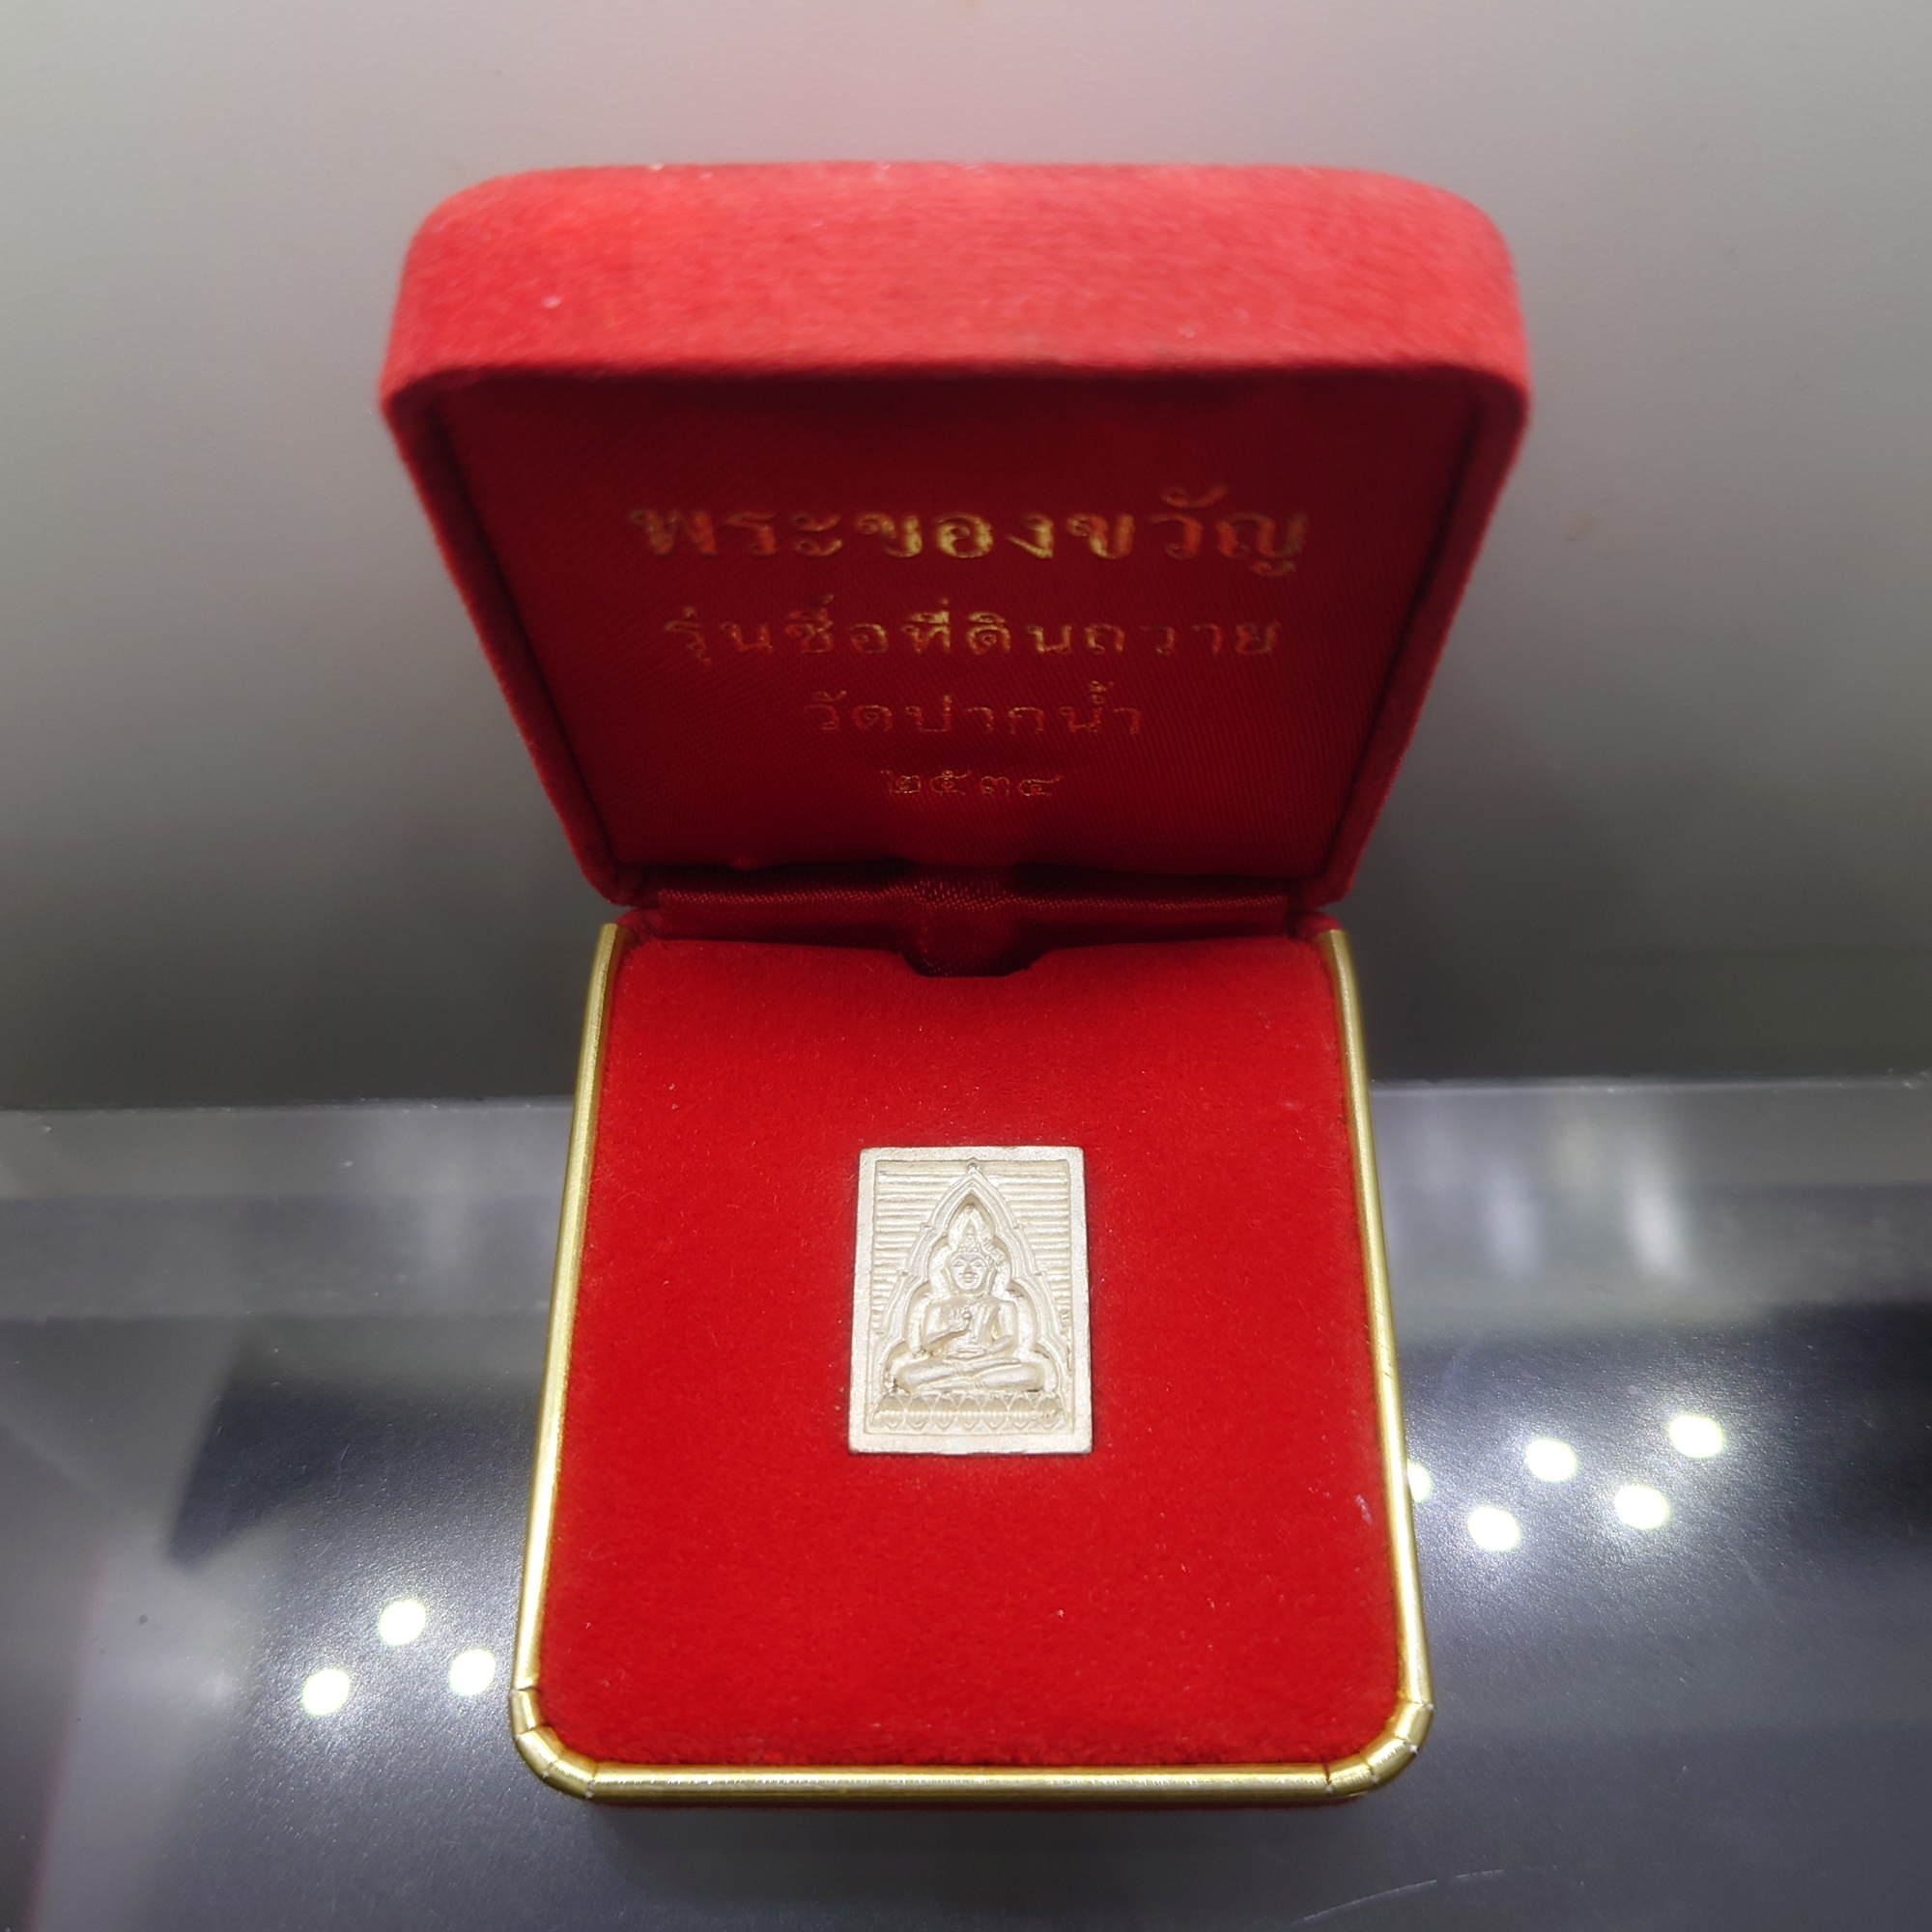 พระของขวัญ
รุ่นซื้อที่ดินถวาย
วัดปากน้ำ
๒๕๓๔